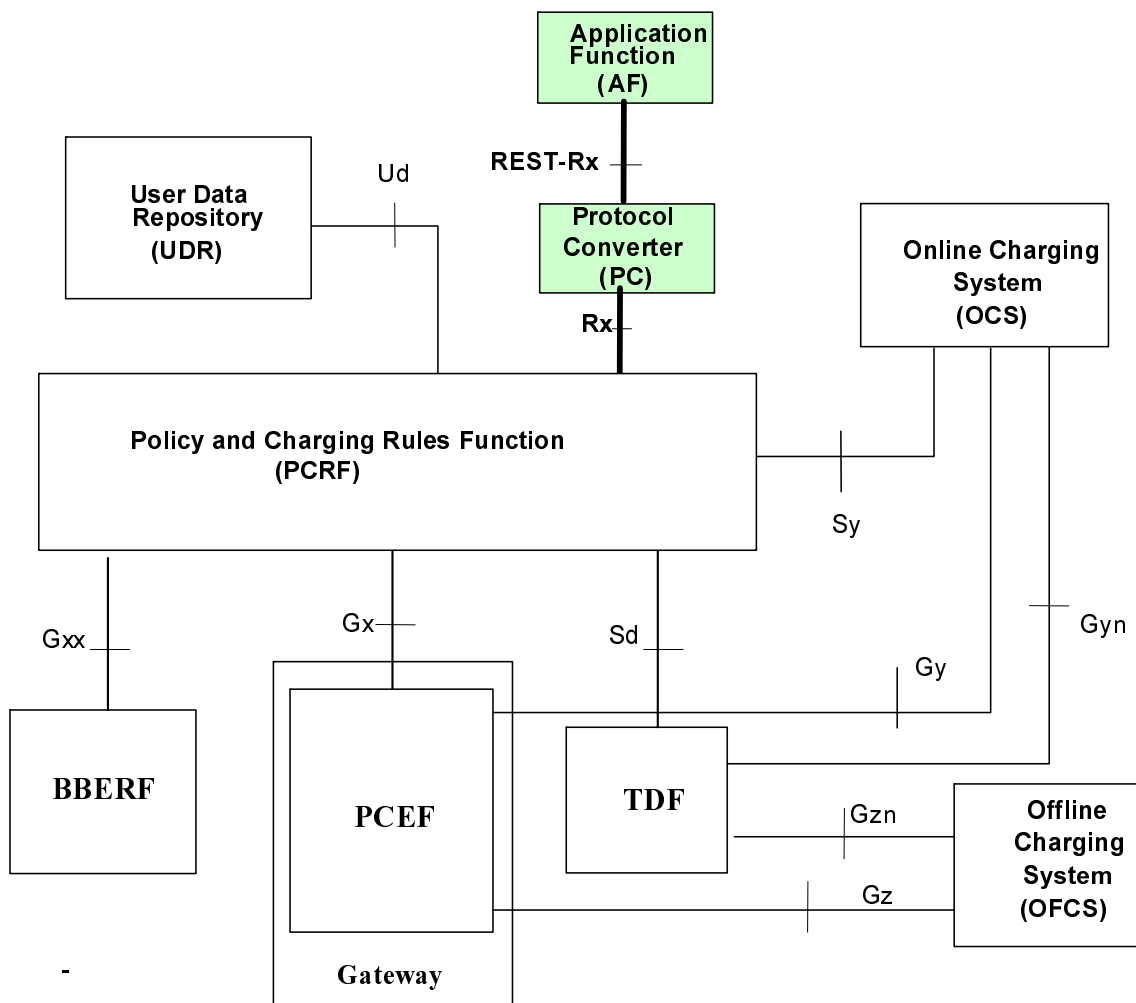 Application
Function
(AF)
REST-Rx
Protocol
Converter
(PC)
Rx
User Data
Repository
(UDR)
Ud
Online Charging
System
(OCS)
Policy and Charging Rules Function
(PCRF)
Sy
Gxx
Gx
Sd
Gy
Gyn
BBERF
PCEF
TDF
Gzn
Gz
Offline
Charging
System
(OFCS)
Gateway
-